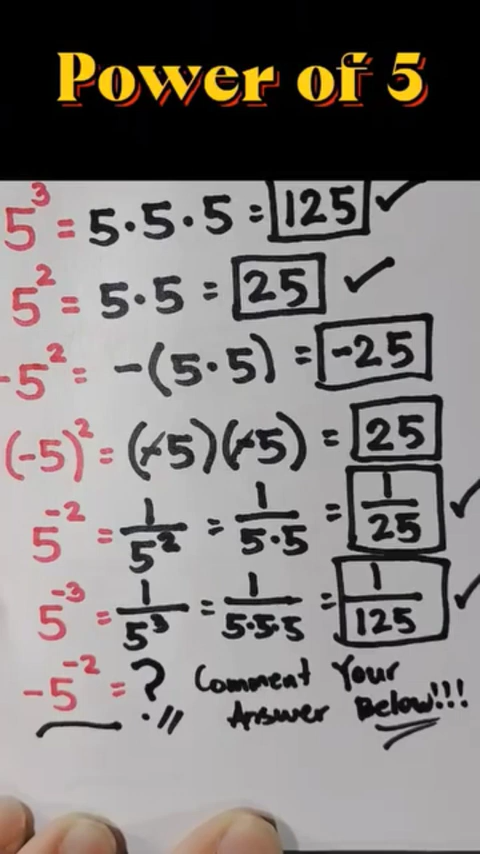 Power of 5
5³ = 5·5·5 = 125 ✓
5² = 5·5 = 25 ✓
-5² = -(5·5) = -25
(-5)² = (-5)(-5) = 25
5⁻² = 1/5² = 1/5·5 = 1/25 ✓
5⁻³ = 1/5³ = 1/5·5·5 = 1/125 ✓
-5⁻² = ? Comment Your
Answer Below!!!